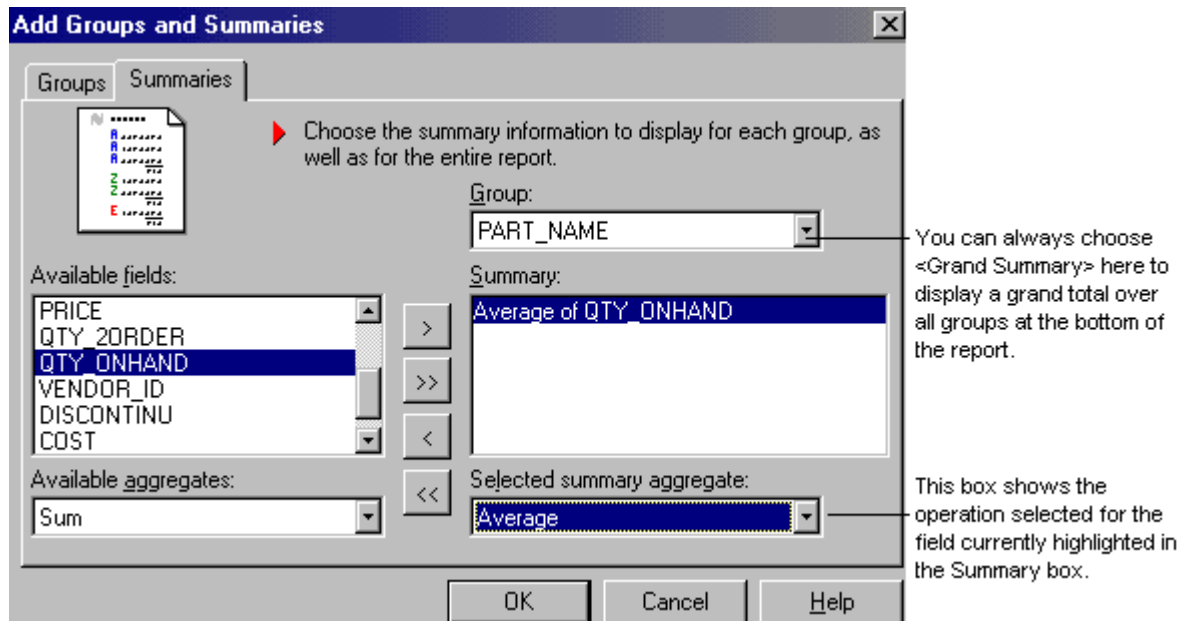 Add Groups and Summaries
Groups
Summaries
Choose the summary information to display for each group, as
well as for the entire report.
Group:
PART_NAME
Available fields:
PRICE
QTY_2ORDER
QTY_ONHAND
VENDOR_ID
DISCONTINU
COST
>
>>
<
<<
Summary:
Average of QTY_ONHAND
Available aggregates:
Sum
Selected summary aggregate:
Average
OK
Cancel
Help
You can always choose
<Grand Summary> here to
display a grand total over
all groups at the bottom of
the report.
This box shows the
operation selected for the
field currently highlighted in
the Summary box.